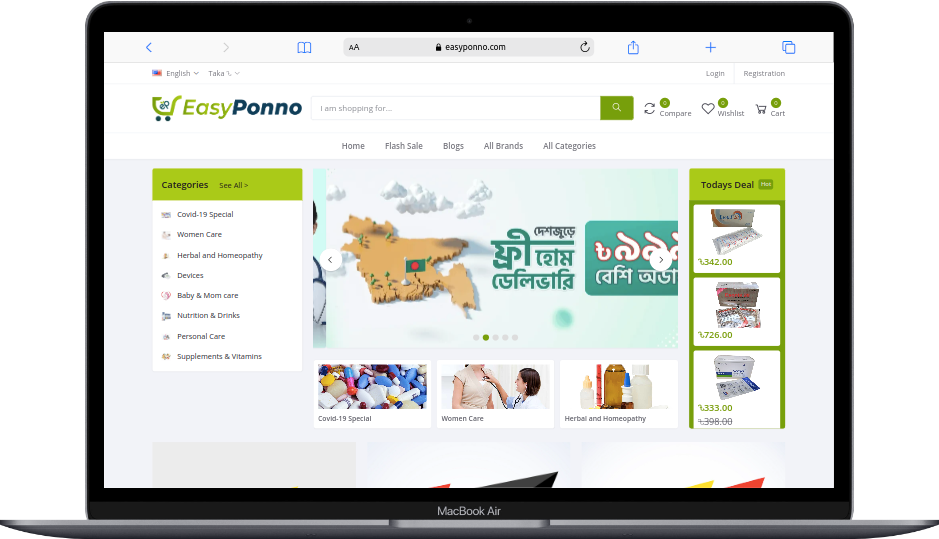 AA easyponno.com
English Taka ৳ Login Registration
EasyPonno
I am shopping for...
0 Compare
0 Wishlist
0 Cart
Home Flash Sale Blogs All Brands All Categories
Categories See All >
Covid-19 Special
Women Care
Herbal and Homeopathy
Devices
Baby & Mom care
Nutrition & Drinks
Personal Care
Supplements & Vitamins
দেশজুড়ে
ফ্রী হোম
ডেলিভারি
৳৯৯৯
বেশি অর্ডা
Todays Deal Hot
৳342.00
৳726.00
৳333.00
৳398.00
Covid-19 Special
Women Care
Herbal and Homeopathy
MacBook Air